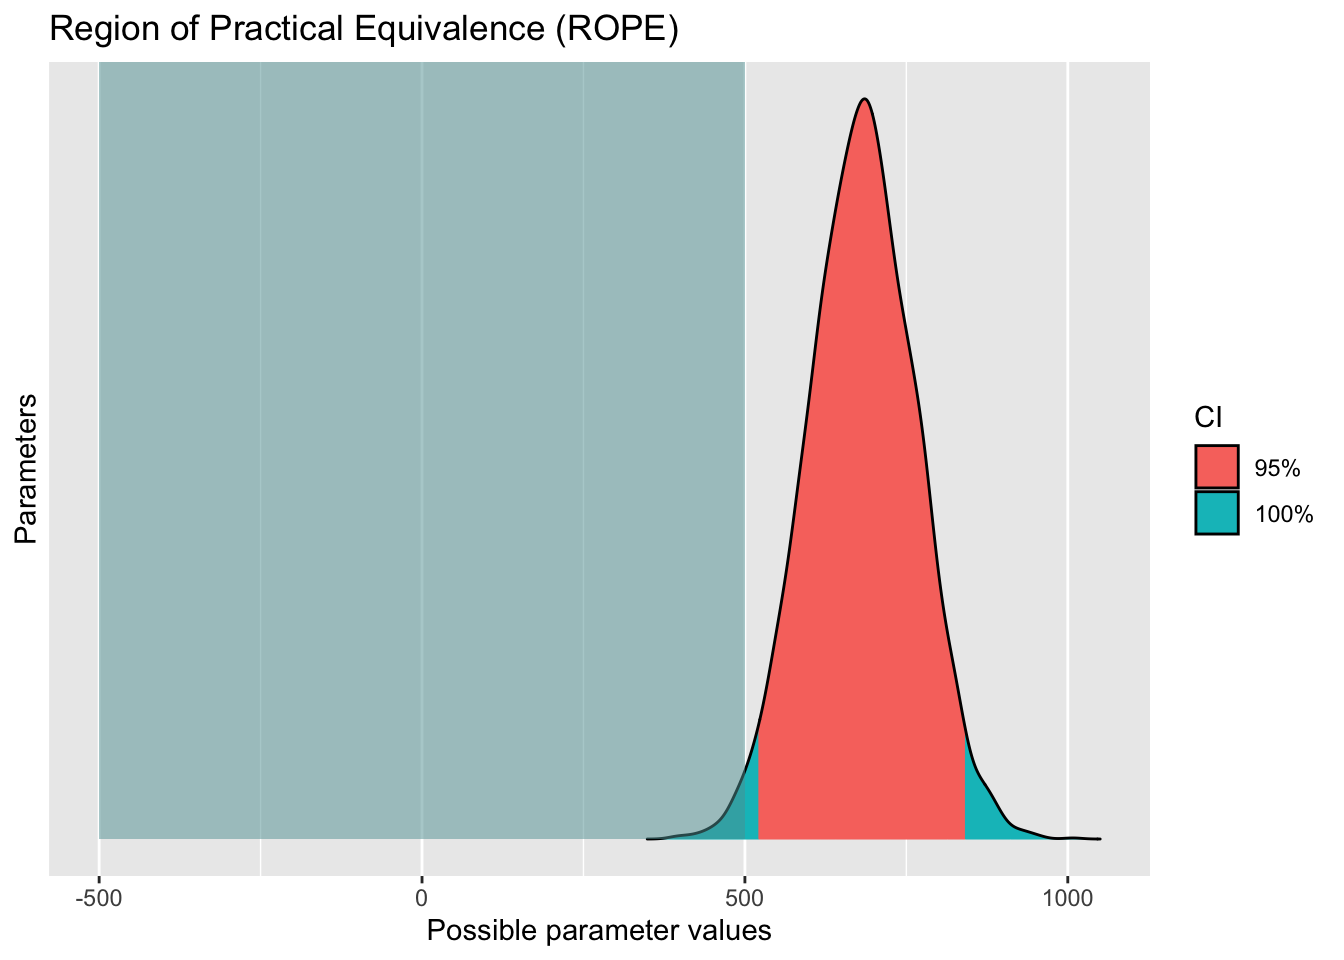 Region of Practical Equivalence (ROPE)
Parameters
-500
0
500
1000
Possible parameter values
CI
95%
100%